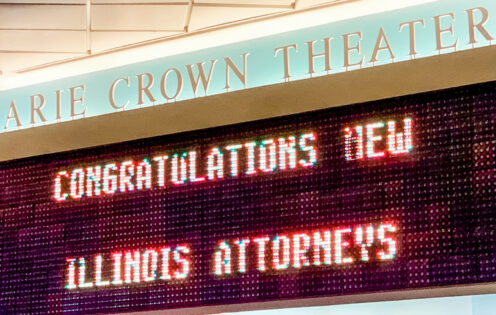 ARIE CROWN THEATER
CONGRATULATIONS NEW
ILLINOIS ATTORNEYS